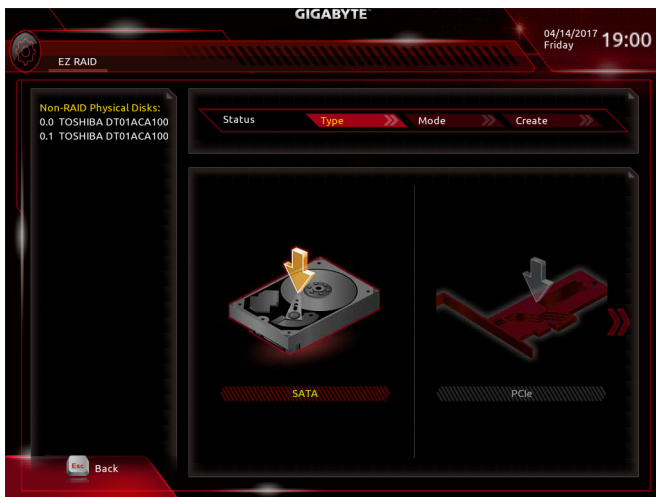 GIGABYTE™
04/14/2017
Friday
19:00
EZ RAID
Non-RAID Physical Disks:
0.0 TOSHIBA DT01ACA100
0.1 TOSHIBA DT01ACA100
Status
Type
Mode
Create
SATA
PCIe
Esc
Back